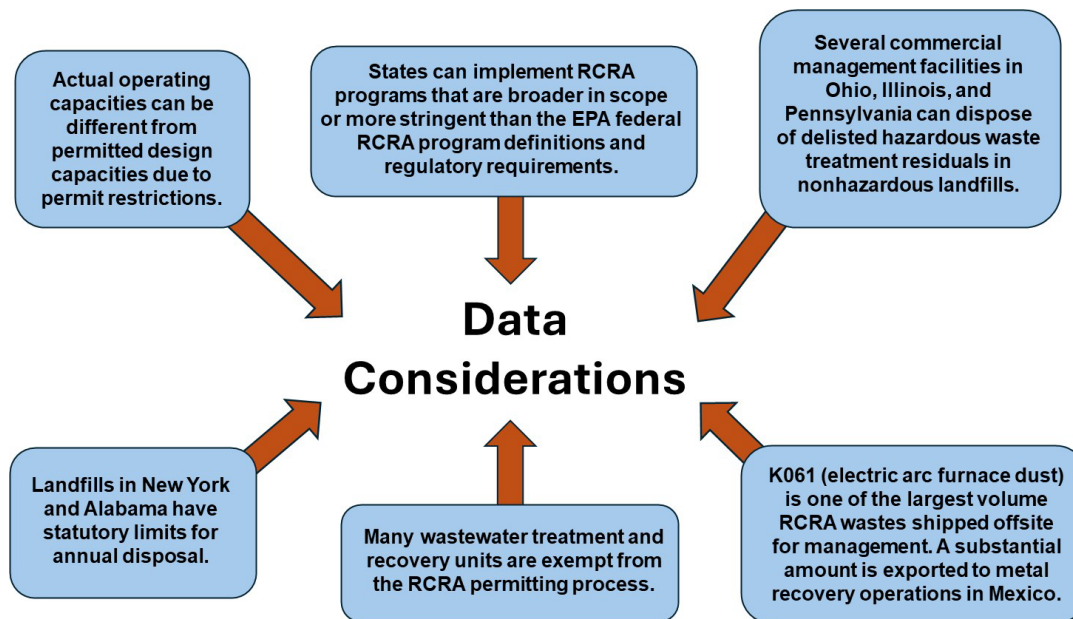 Actual operating
capacities can be
different from
permitted design
capacities due to
permit restrictions.
States can implement RCRA
programs that are broader in scope
or more stringent than the EPA federal
RCRA program definitions and
regulatory requirements.
Several commercial
management facilities in
Ohio, Illinois, and
Pennsylvania can dispose
of delisted hazardous waste
treatment residuals in
nonhazardous landfills.
Data
Considerations
Landfills in New York
and Alabama have
statutory limits for
annual disposal.
Many wastewater treatment and
recovery units are exempt from
the RCRA permitting process.
K061 (electric arc furnace dust)
is one of the largest volume
RCRA wastes shipped offsite
for management. A substantial
amount is exported to metal
recovery operations in Mexico.